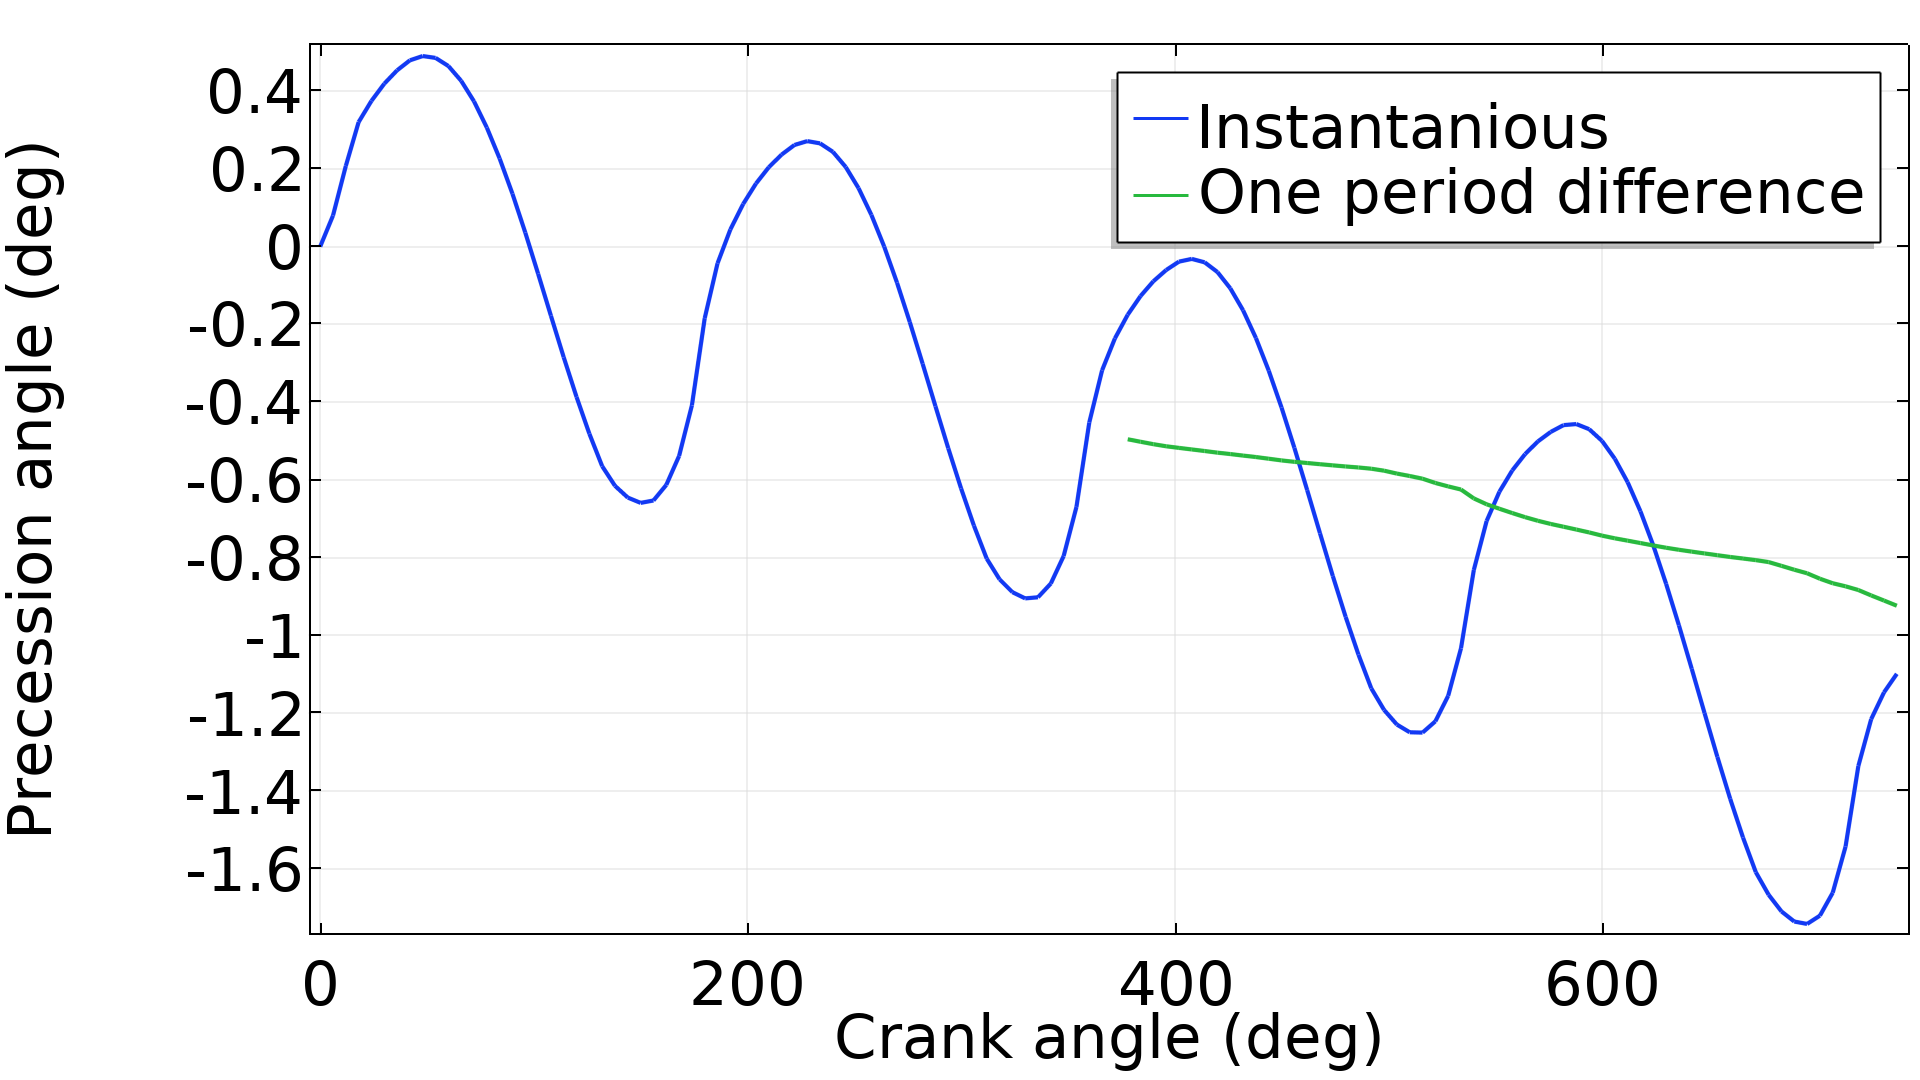 Precession angle (deg)
0.4
0.2
0
-0.2
-0.4
-0.6
-0.8
-1
-1.2
-1.4
-1.6
Instantanious
One period difference
0 200 400 600
Crank angle (deg)